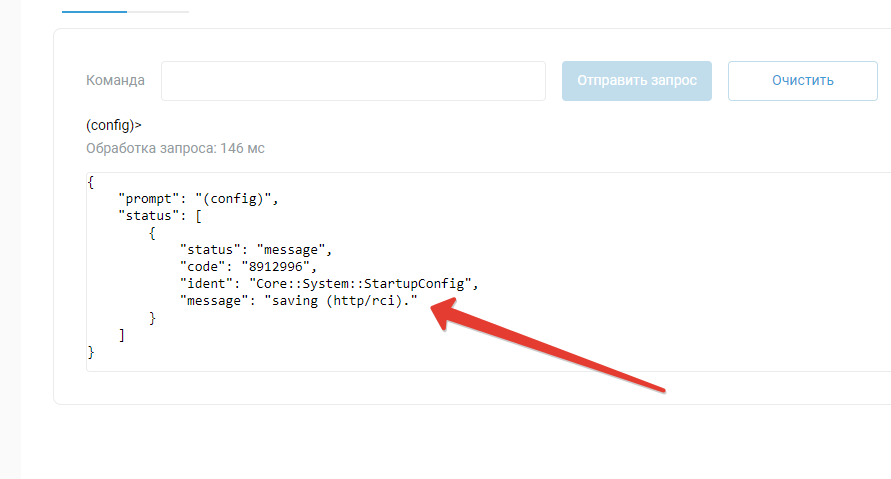 Команда
Отправить запрос
Очистить
(config)>
Обработка запроса: 146 мс
{
    "prompt": "(config)",
    "status": [
        {
            "status": "message",
            "code": "8912996",
            "ident": "Core::System::StartupConfig",
            "message": "saving (http/rci)."
        }
    ]
}